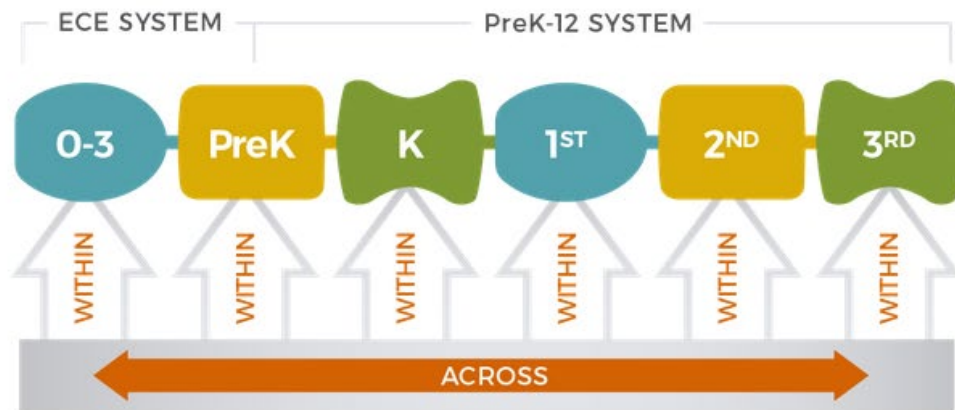 ECE SYSTEM PreK-12 SYSTEM
0-3 PreK K 1ST 2ND 3RD
WITHIN WITHIN WITHIN WITHIN WITHIN WITHIN
ACROSS